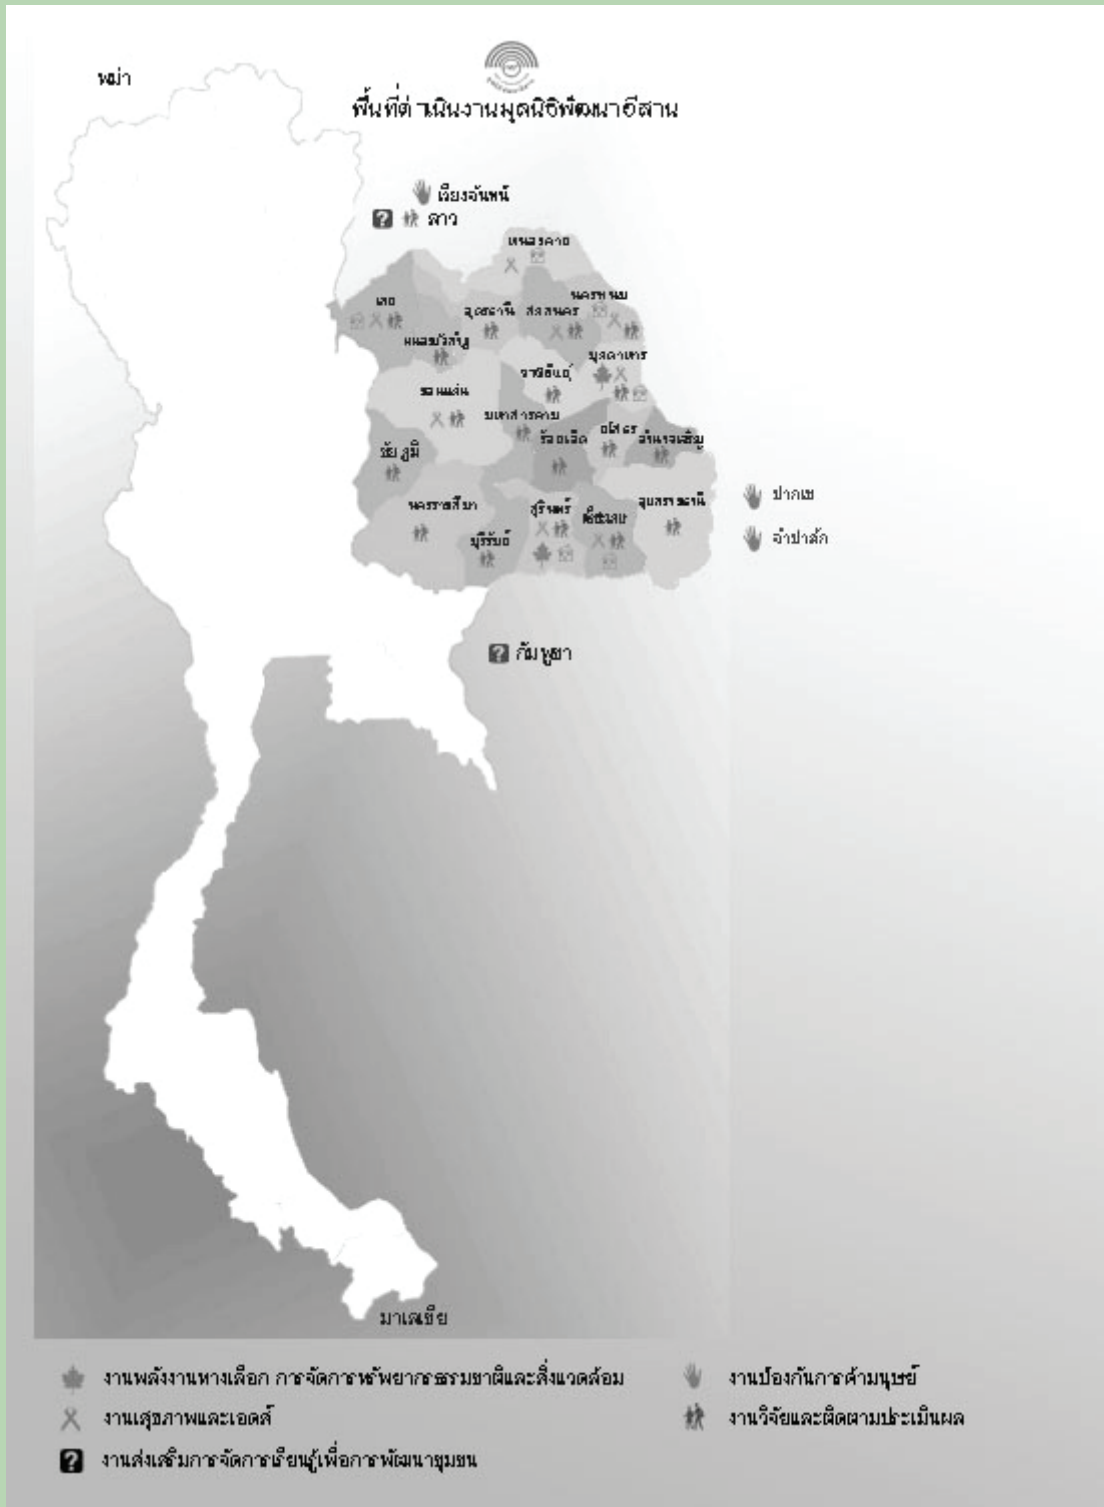 พม่า
พื้นที่ดำเนินงานมูลนิธิพัฒนาอีสาน
เวียงจันทน์
ลาว
หนองคาย
เลย
อุดรธานี
สกลนคร
นครพนม
หนองบัวลำภู
กาฬสินธุ์
มุกดาหาร
ขอนแก่น
มหาสารคาม
ร้อยเอ็ด
ยโสธร
อำนาจเจริญ
ชัยภูมิ
นครราชสีมา
บุรีรัมย์
สุรินทร์
ศรีสะเกษ
อุบลราชธานี
ปากเซ
จำปาสัก
กัมพูชา
มาเลเซีย
งานพลังงานทางเลือก การจัดการทรัพยากรธรรมชาติและสิ่งแวดล้อม
งานป้องกันการค้ามนุษย์
งานสุขภาพและเอดส์
งานวิจัยและติดตามประเมินผล
งานส่งเสริมการจัดการเรียนรู้เพื่อการพัฒนาชุมชน